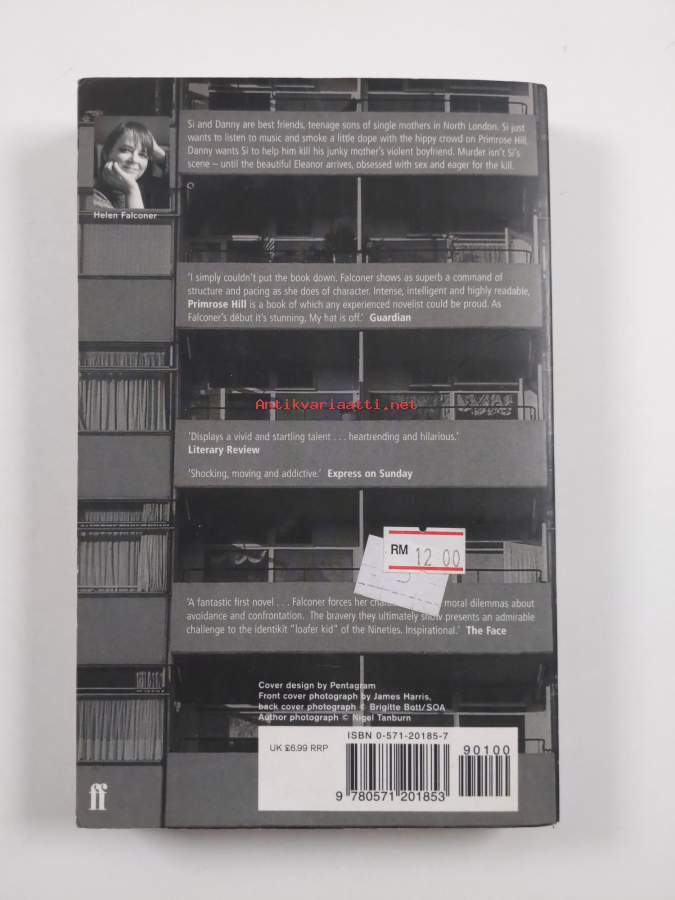 Si and Danny are best friends, teenage sons of single mothers in North London. Si just
wants to listen to music and smoke a little dope with the hippy crowd on Primrose Hill.
Danny wants Si to help him kill his junky mother's violent boyfriend. Murder isn't Si's
scene – until the beautiful Eleanor arrives, obsessed with sex and eager for the kill.
Helen Falconer
'I simply couldn't put the book down. Falconer shows as superb a command of
structure and pacing as she does of character. Intense, intelligent and highly readable,
Primrose Hill is a book of which any experienced novelist could be proud. As
Falconer's début it's stunning. My hat is off.' Guardian
Antikvariaatti.net
'Displays a vivid and startling talent . . . heartrending and hilarious.'
Literary Review
'Shocking, moving and addictive.' Express on Sunday
RM 12 00
'A fantastic first novel . . . Falconer forces her moral dilemmas about
avoidance and confrontation. The bravery they ultimately show presents an admirable
challenge to the identikit "loafer kid" of the Nineties. Inspirational.' The Face
Cover design by Pentagram
Front cover photograph by James Harris,
back cover photograph © Brigitte Bott/SOA
Author photograph © Nigel Tanburn
ISBN 0-571-20185-7
UK £6.99 RRP
90100
9 780571 201853
ff